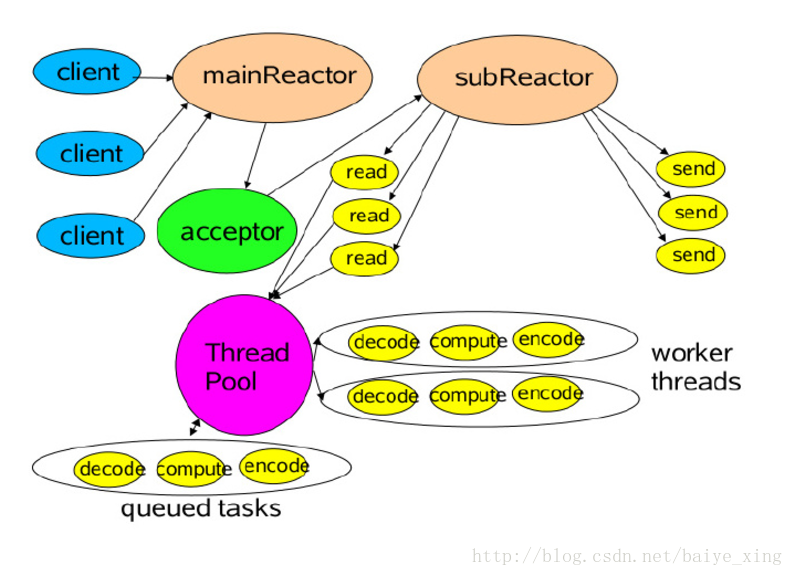 client
mainReactor
subReactor
client
client
acceptor
read
read
read
send
send
send
Thread
Pool
decode compute encode
decode compute encode
worker
threads
decode compute encode
queued tasks
http://blog.csdn.net/baiye_xing